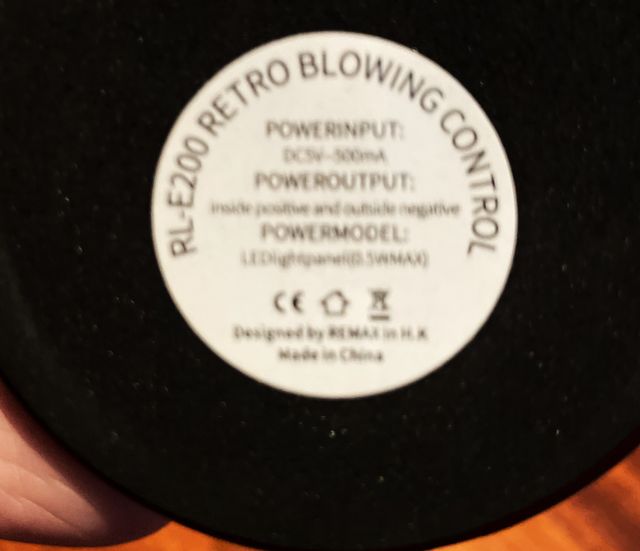 RL-E200 RETRO BLOWING CONTROL
POWERINPUT:
DC5V-500mA
POWEROUTPUT:
inside positive and outside negative
POWERMODEL:
LEDlightpanel(0.5WMAX)
CE
Designed by REMAX in H.K
Made in China